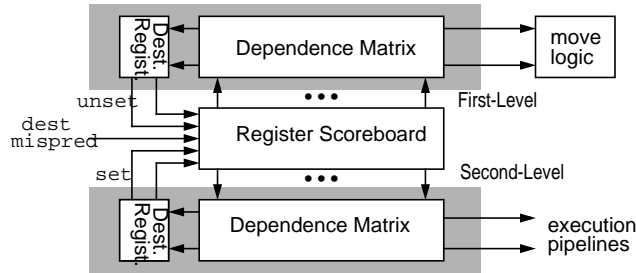 Dest.
Regist.
Dependence Matrix
move
logic
unset
First-Level
dest
mispred
Register Scoreboard
set
Second-Level
Dest.
Regist.
Dependence Matrix
execution
pipelines